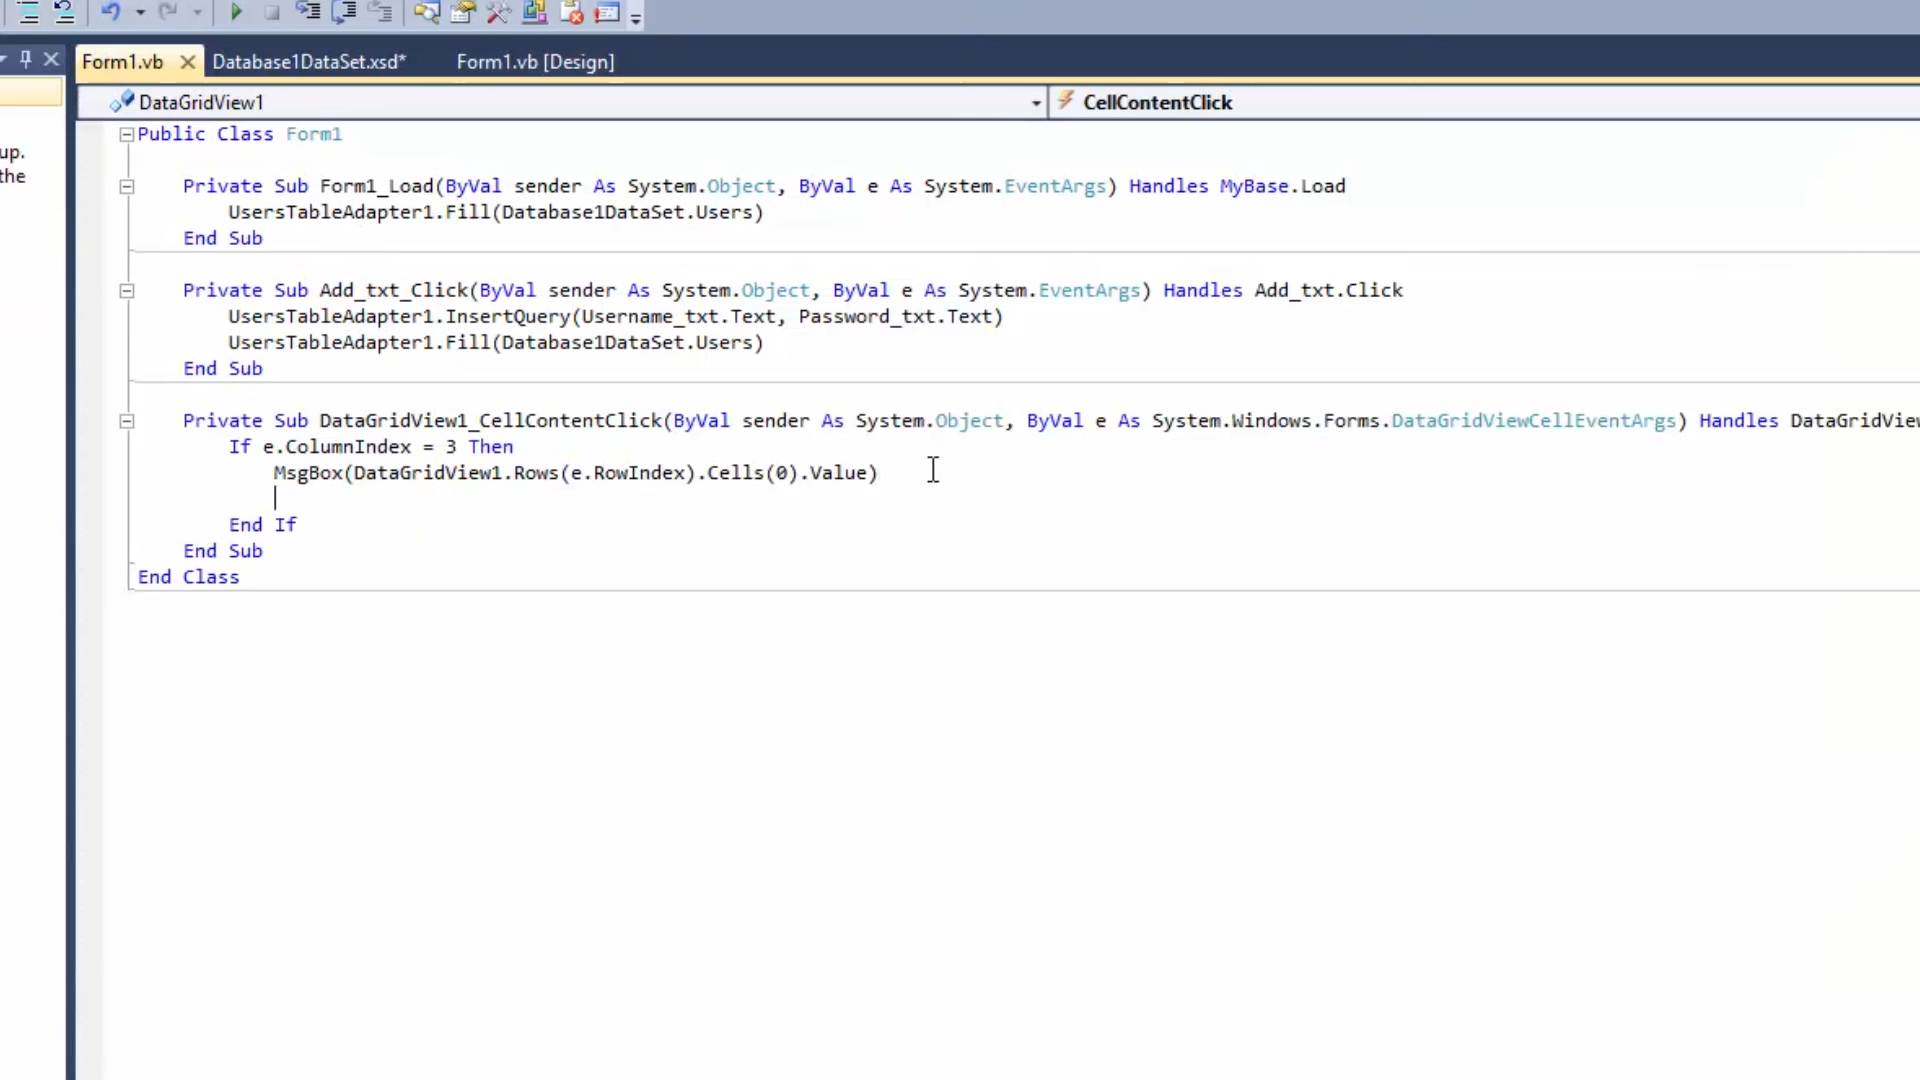 Form1.vb Database1DataSet.xsd* Form1.vb [Design]
DataGridView1 CellContentClick
up.
the
Public Class Form1
Private Sub Form1_Load(ByVal sender As System.Object, ByVal e As System.EventArgs) Handles MyBase.Load
UsersTableAdapter1.Fill(Database1DataSet.Users)
End Sub
Private Sub Add_txt_Click(ByVal sender As System.Object, ByVal e As System.EventArgs) Handles Add_txt.Click
UsersTableAdapter1.InsertQuery(Username_txt.Text, Password_txt.Text)
UsersTableAdapter1.Fill(Database1DataSet.Users)
End Sub
Private Sub DataGridView1_CellContentClick(ByVal sender As System.Object, ByVal e As System.Windows.Forms.DataGridViewCellEventArgs) Handles DataGridView
If e.ColumnIndex = 3 Then
MsgBox(DataGridView1.Rows(e.RowIndex).Cells(0).Value)
End If
End Sub
End Class